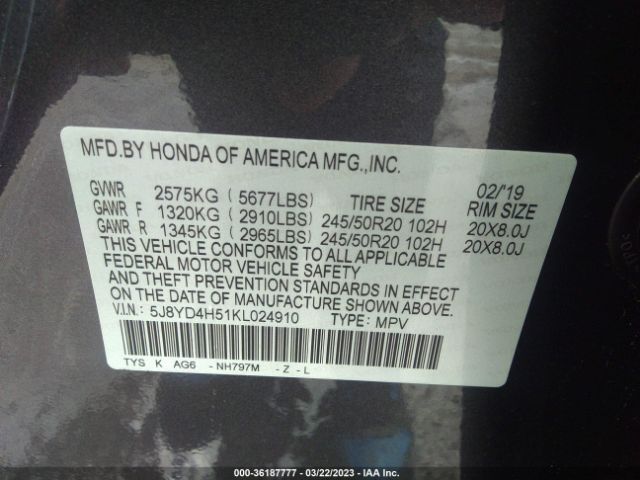 MFD.BY HONDA OF AMERICA MFG.,INC.
02/'19
GVWR 2575KG (5677LBS) TIRE SIZE RIM SIZE
GAWR F 1320KG (2910LBS) 245/50R20 102H 20X8.0J
GAWR R 1345KG (2965LBS) 245/50R20 102H 20X8.0J
THIS VEHICLE CONFORMS TO ALL APPLICABLE
FEDERAL MOTOR VEHICLE SAFETY
AND THEFT PREVENTION STANDARDS IN EFFECT
ON THE DATE OF MANUFACTURE SHOWN ABOVE.
V.I.N.: 5J8YD4H51KL024910 TYPE: MPV
TYS K AG6 - NH797M - Z - L
000-36187777 - 03/22/2023 - IAA Inc.